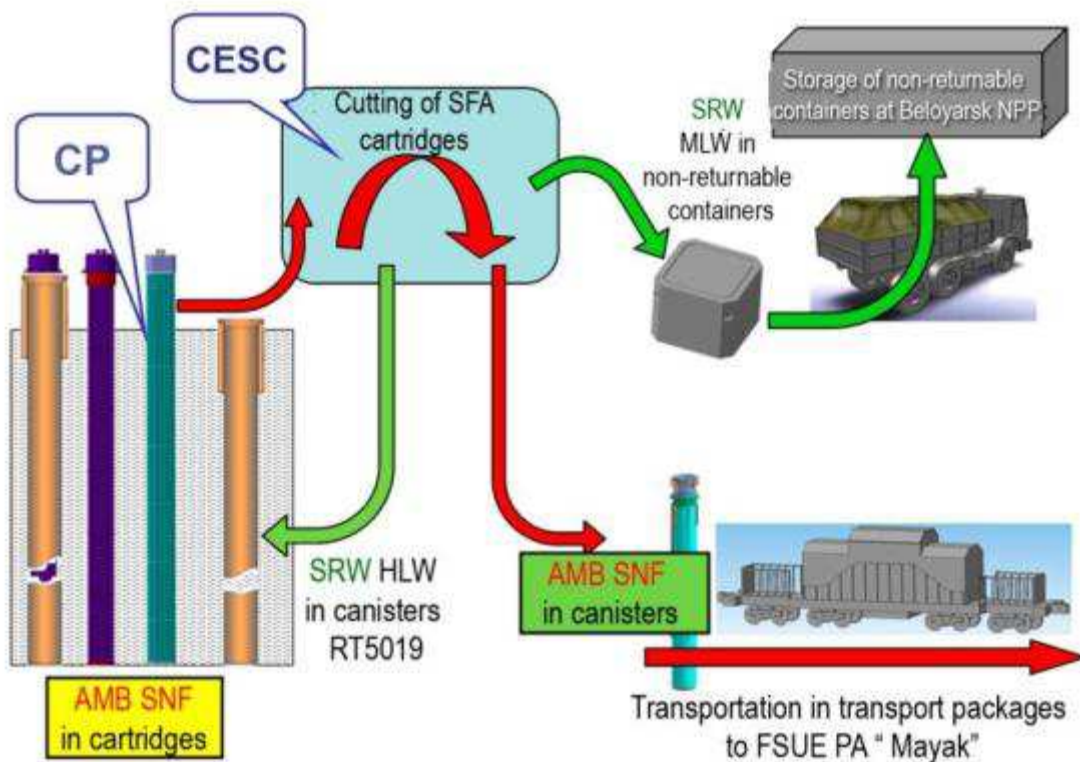 CESC
CP
Cutting of SFA
cartridges
SRW
MLW in
non-returnable
containers
Storage of non-returnable
containers at Beloyarsk NPP
SRW HLW
in canisters
RT5019
AMB SNF
in cartridges
AMB SNF
in canisters
Transportation in transport packages
to FSUE PA “ Mayak”